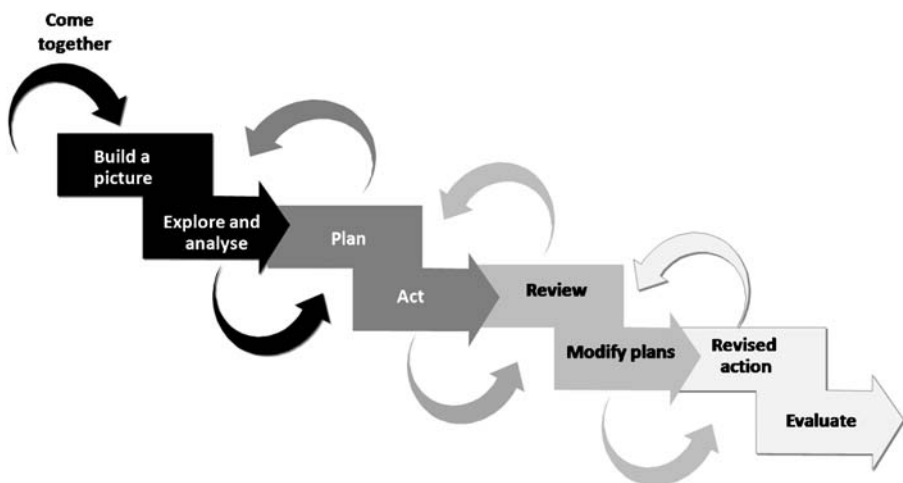 Come
together
Build a
picture
Explore and
analyse
Plan
Act
Review
Modify plans
Revised
action
Evaluate